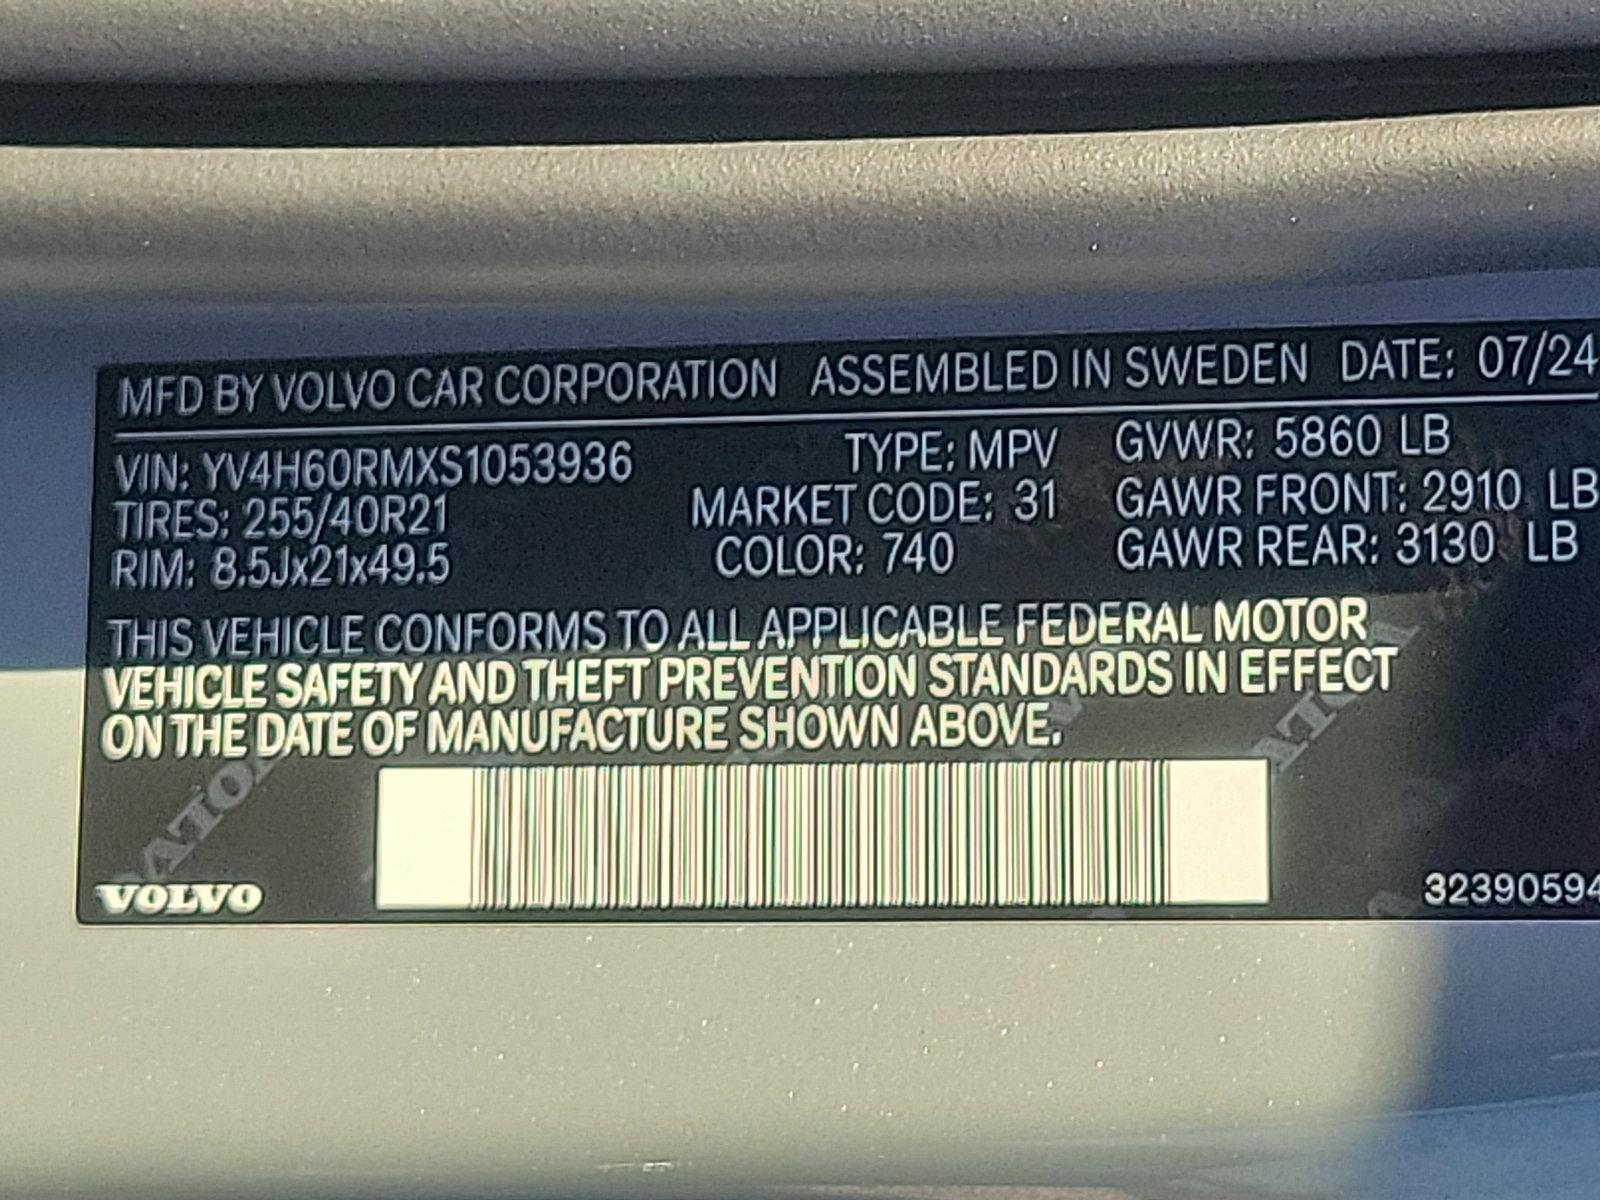 MFD BY VOLVO CAR CORPORATION ASSEMBLED IN SWEDEN DATE: 07/24
VIN: YV4H60RMXS1053936 TYPE: MPV GVWR: 5860 LB
TIRES: 255/40R21 MARKET CODE: 31 GAWR FRONT: 2910 LB
RIM: 8.5Jx21x49.5 COLOR: 740 GAWR REAR: 3130 LB
THIS VEHICLE CONFORMS TO ALL APPLICABLE FEDERAL MOTOR
VEHICLE SAFETY AND THEFT PREVENTION STANDARDS IN EFFECT
ON THE DATE OF MANUFACTURE SHOWN ABOVE.
VOLVO
32390594